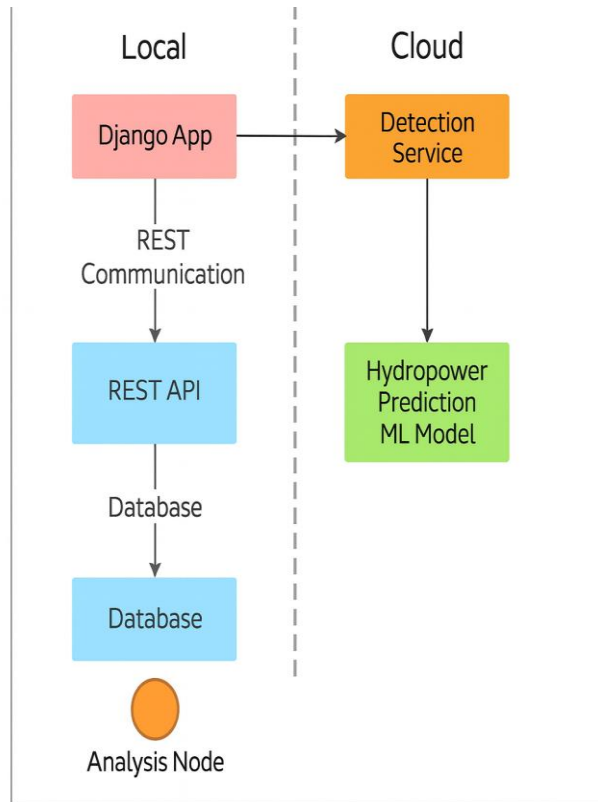 Local
Cloud
Django App
Detection
Service
REST
Communication
REST API
Hydropower
Prediction
ML Model
Database
Database
Analysis Node